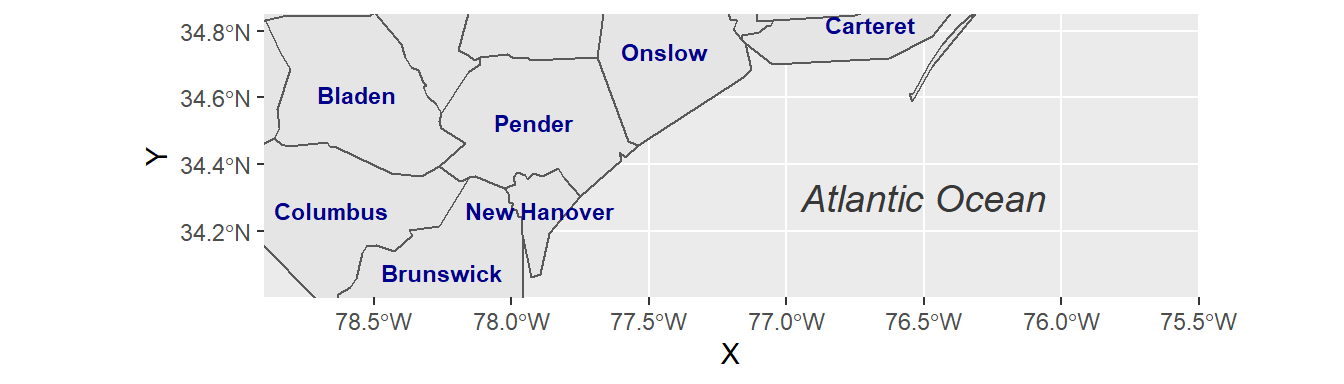 34.8°N
34.6°N
34.4°N
34.2°N
Y
Carteret
Onslow
Bladen
Pender
Atlantic Ocean
Columbus
New Hanover
Brunswick
78.5°W 78.0°W 77.5°W 77.0°W 76.5°W 76.0°W 75.5°W
X